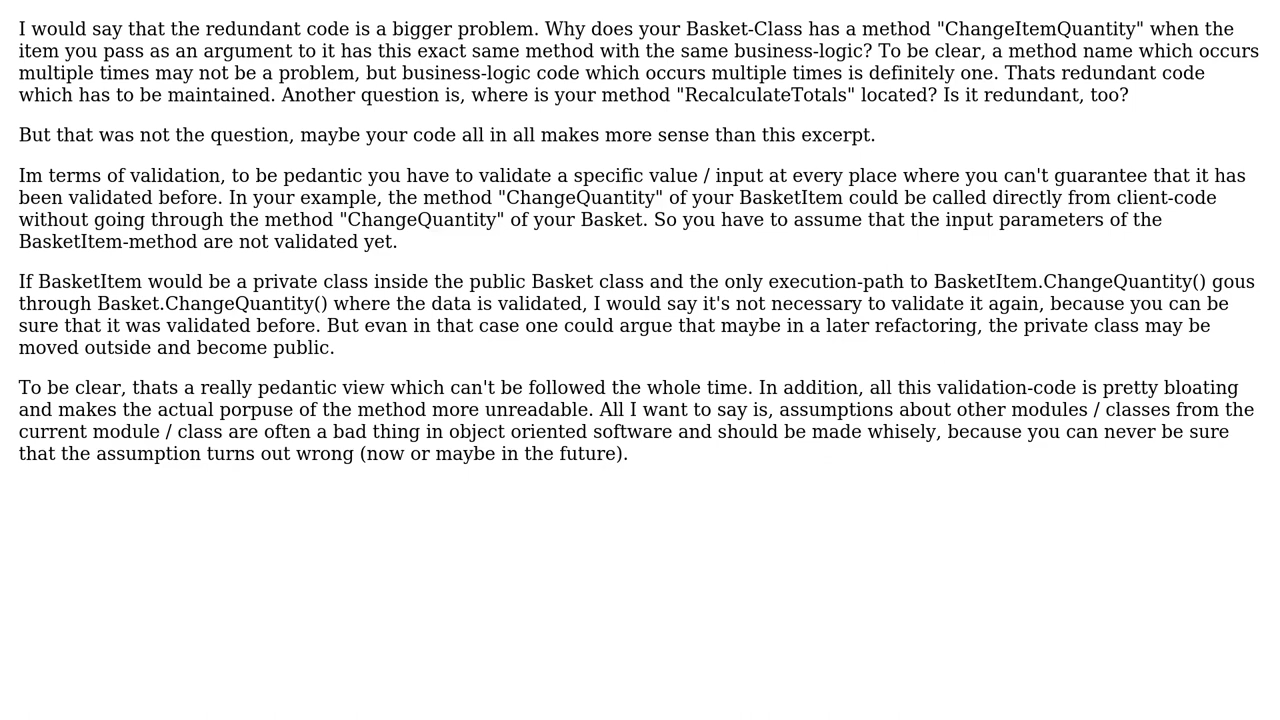 I would say that the redundant code is a bigger problem. Why does your Basket-Class has a method "ChangeItemQuantity" when the
item you pass as an argument to it has this exact same method with the same business-logic? To be clear, a method name which occurs
multiple times may not be a problem, but business-logic code which occurs multiple times is definitely one. Thats redundant code
which has to be maintained. Another question is, where is your method "RecalculateTotals" located? Is it redundant, too?
But that was not the question, maybe your code all in all makes more sense than this excerpt.
Im terms of validation, to be pedantic you have to validate a specific value / input at every place where you can't guarantee that it has
been validated before. In your example, the method "ChangeQuantity" of your BasketItem could be called directly from client-code
without going through the method "ChangeQuantity" of your Basket. So you have to assume that the input parameters of the
BasketItem-method are not validated yet.
If BasketItem would be a private class inside the public Basket class and the only execution-path to BasketItem.ChangeQuantity() gous
through Basket.ChangeQuantity() where the data is validated, I would say it's not necessary to validate it again, because you can be
sure that it was validated before. But evan in that case one could argue that maybe in a later refactoring, the private class may be
moved outside and become public.
To be clear, thats a really pedantic view which can't be followed the whole time. In addition, all this validation-code is pretty bloating
and makes the actual porpuse of the method more unreadable. All I want to say is, assumptions about other modules / classes from the
current module / class are often a bad thing in object oriented software and should be made whisely, because you can never be sure
that the assumption turns out wrong (now or maybe in the future).